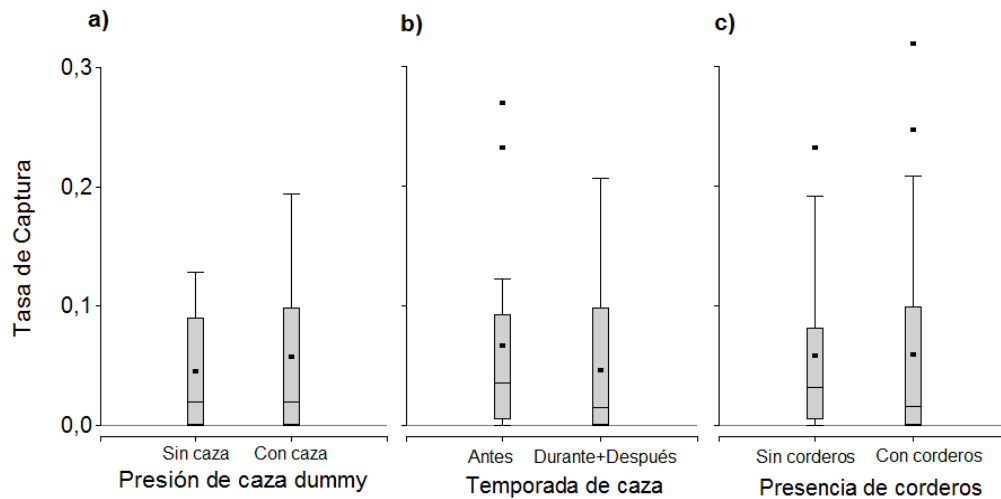 a)
b)
c)
Tasa de Captura
0,3
0,2
0,1
0,0
Sin caza Con caza
Presión de caza dummy
Antes Durante+Después
Temporada de caza
Sin corderos Con corderos
Presencia de corderos